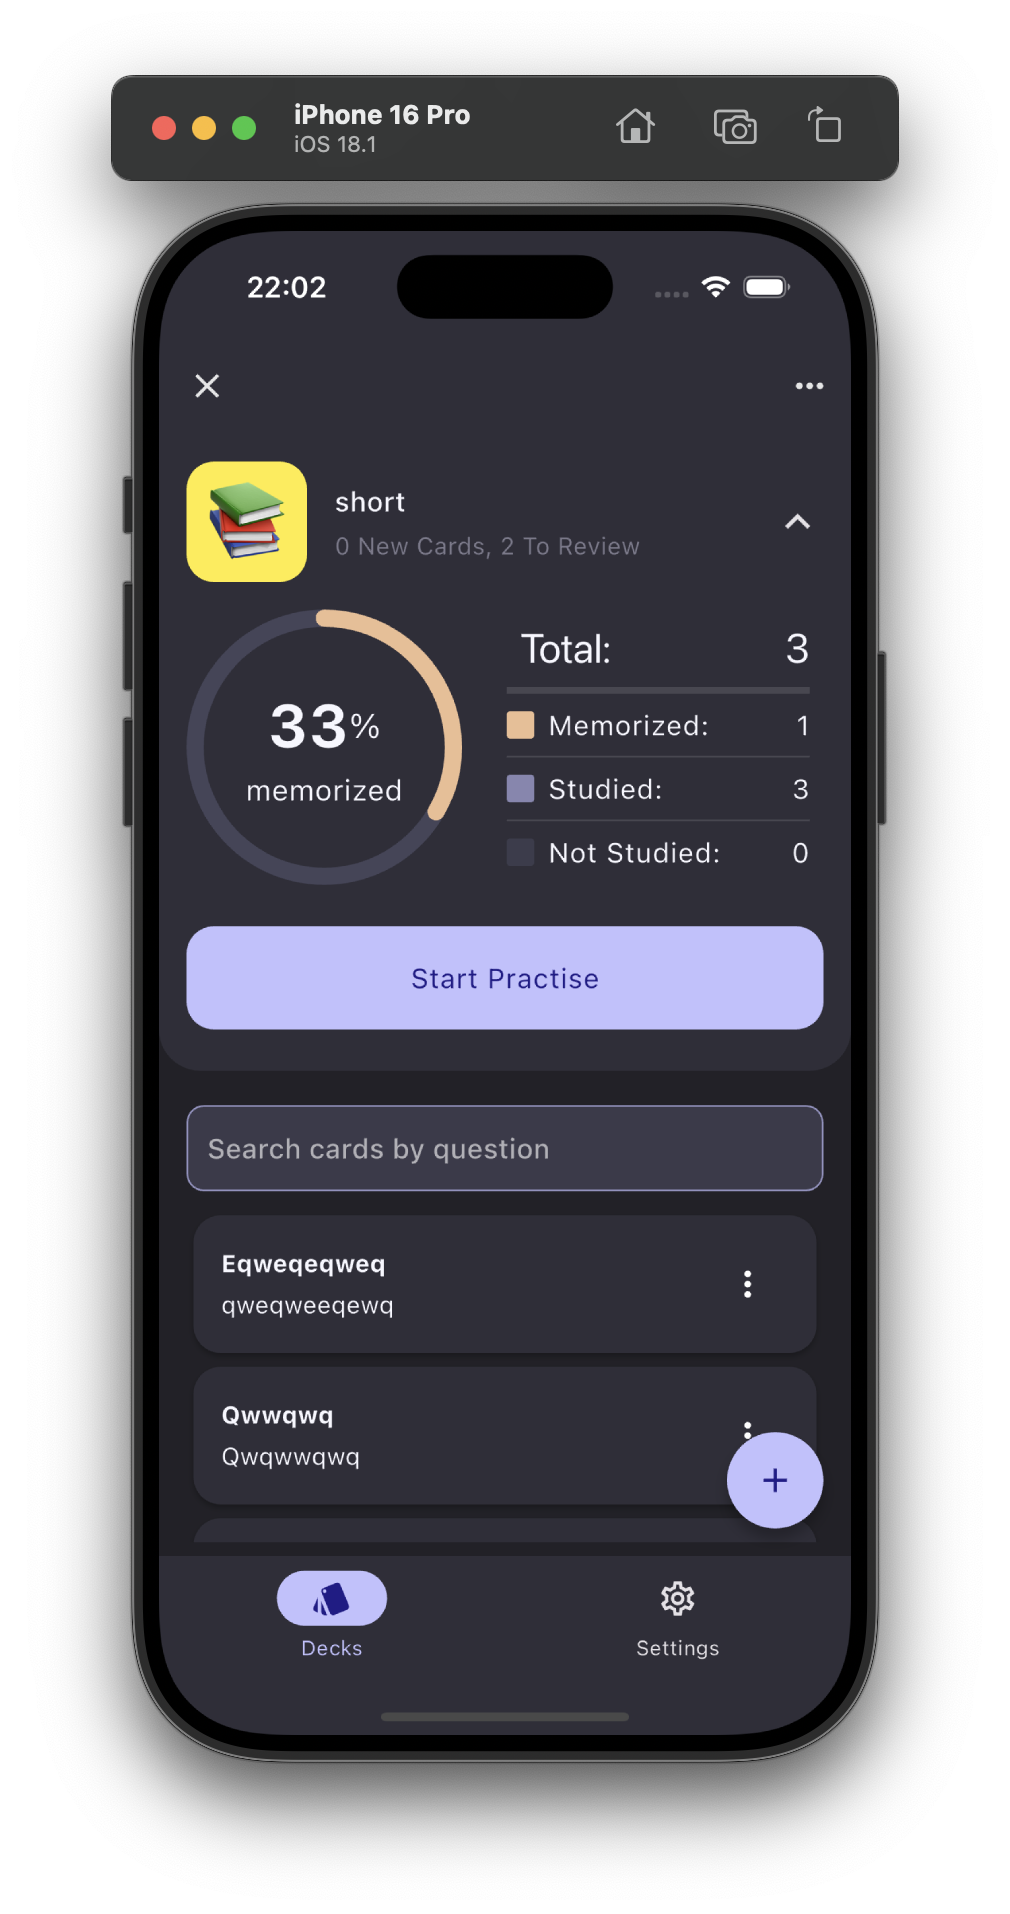 iPhone 16 Pro
iOS 18.1
22:02
short
0 New Cards, 2 To Review
33%
memorized
Total: 3
Memorized: 1
Studied: 3
Not Studied: 0
Start Practise
Search cards by question
Eqweqeqweq
qweqweeqewq
Qwwqwq
Qwqwwqwq
Decks
Settings